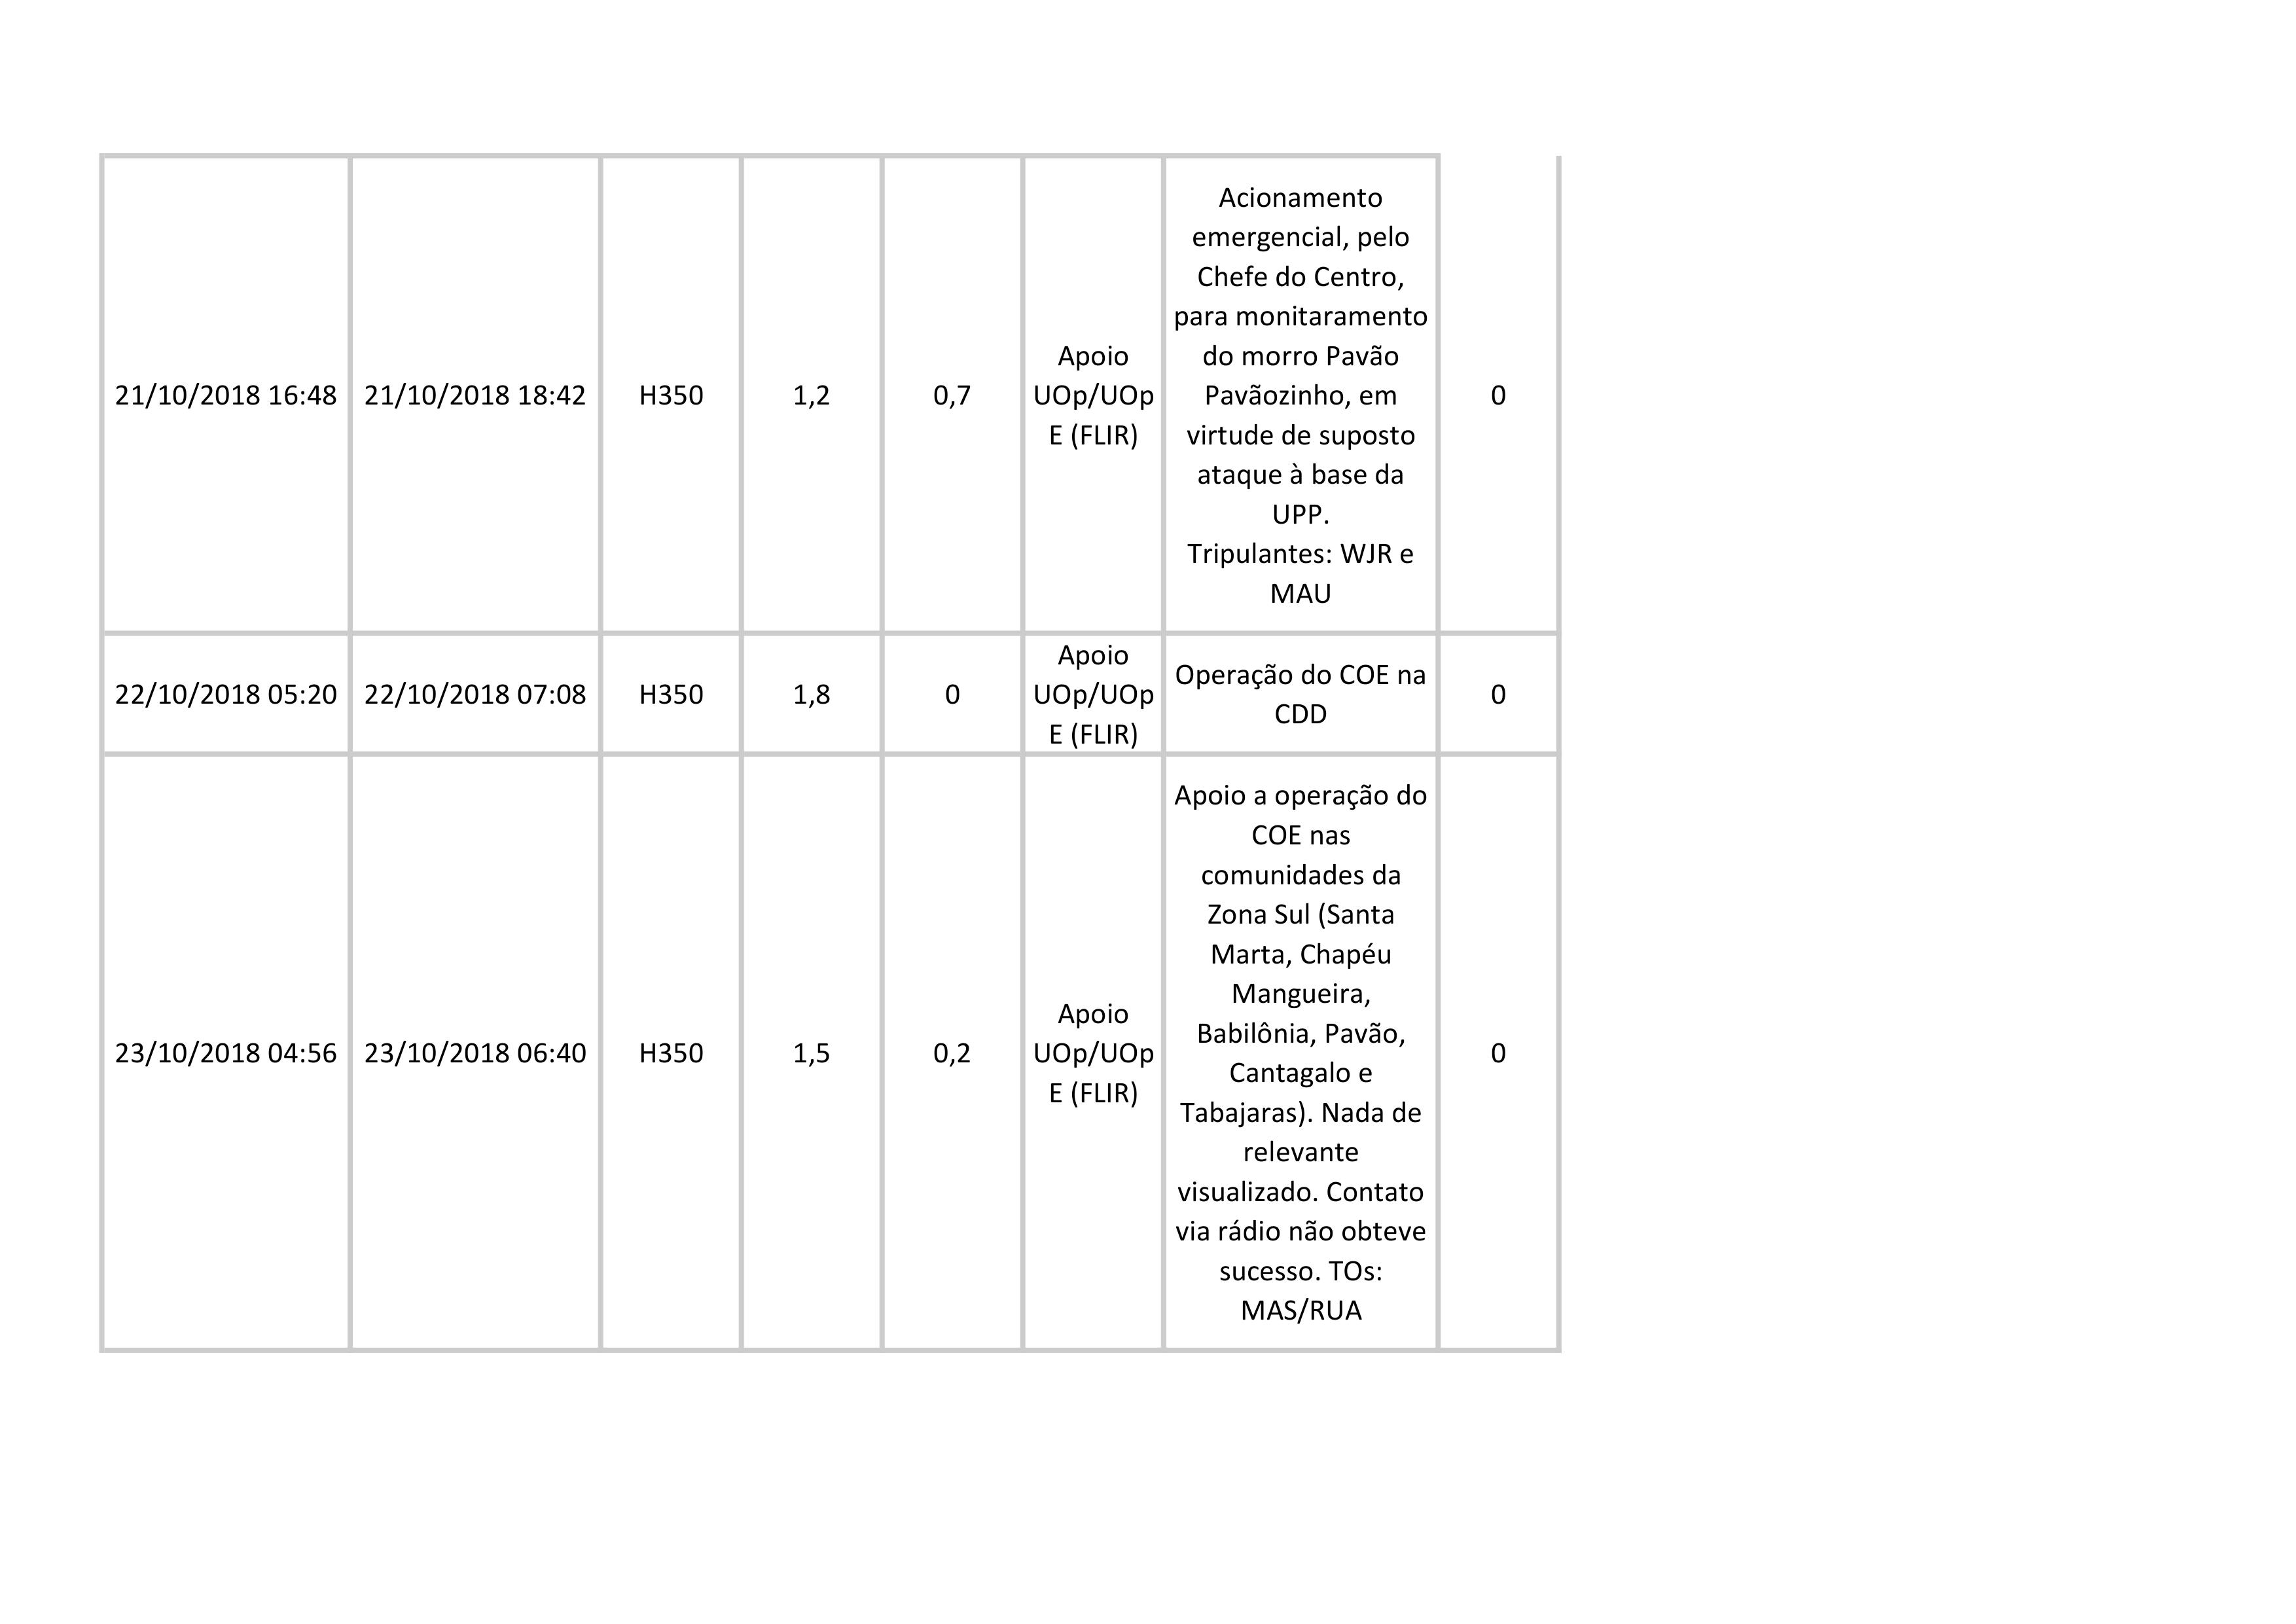 21/10/2018 16:48
21/10/2018 18:42
H350
1,2
0,7
Apoio
UOp/UOp
E (FLIR)
Acionamento
emergencial, pelo
Chefe do Centro,
para monitaramento
do morro Pavão
Pavãozinho, em
virtude de suposto
ataque à base da
UPP.
Tripulantes: WJR e
MAU
0
22/10/2018 05:20
22/10/2018 07:08
H350
1,8
0
Apoio
UOp/UOp
E (FLIR)
Operação do COE na
CDD
0
23/10/2018 04:56
23/10/2018 06:40
H350
1,5
0,2
Apoio
UOp/UOp
E (FLIR)
Apoio a operação do
COE nas
comunidades da
Zona Sul (Santa
Marta, Chapéu
Mangueira,
Babilônia, Pavão,
Cantagalo e
Tabajaras). Nada de
relevante
visualizado. Contato
via rádio não obteve
sucesso. TOs:
MAS/RUA
0